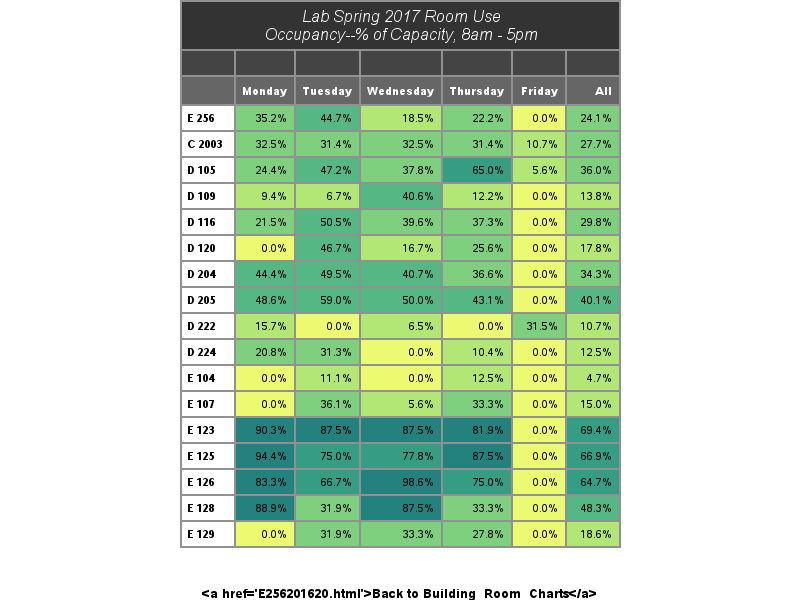 Lab Spring 2017 Room Use
Occupancy--% of Capacity, 8am - 5pm
Monday Tuesday Wednesday Thursday Friday All
E 256 35.2% 44.7% 18.5% 22.2% 0.0% 24.1%
C 2003 32.5% 31.4% 32.5% 31.4% 10.7% 27.7%
D 105 24.4% 47.2% 37.8% 65.0% 5.6% 36.0%
D 109 9.4% 6.7% 40.6% 12.2% 0.0% 13.8%
D 116 21.5% 50.5% 39.6% 37.3% 0.0% 29.8%
D 120 0.0% 46.7% 16.7% 25.6% 0.0% 17.8%
D 204 44.4% 49.5% 40.7% 36.6% 0.0% 34.3%
D 205 48.6% 59.0% 50.0% 43.1% 0.0% 40.1%
D 222 15.7% 0.0% 6.5% 0.0% 31.5% 10.7%
D 224 20.8% 31.3% 0.0% 10.4% 0.0% 12.5%
E 104 0.0% 11.1% 0.0% 12.5% 0.0% 4.7%
E 107 0.0% 36.1% 5.6% 33.3% 0.0% 15.0%
E 123 90.3% 87.5% 87.5% 81.9% 0.0% 69.4%
E 125 94.4% 75.0% 77.8% 87.5% 0.0% 66.9%
E 126 83.3% 66.7% 98.6% 75.0% 0.0% 64.7%
E 128 88.9% 31.9% 87.5% 33.3% 0.0% 48.3%
E 129 0.0% 31.9% 33.3% 27.8% 0.0% 18.6%
<a href='E256201620.html'>Back to Building_Room_Charts</a>